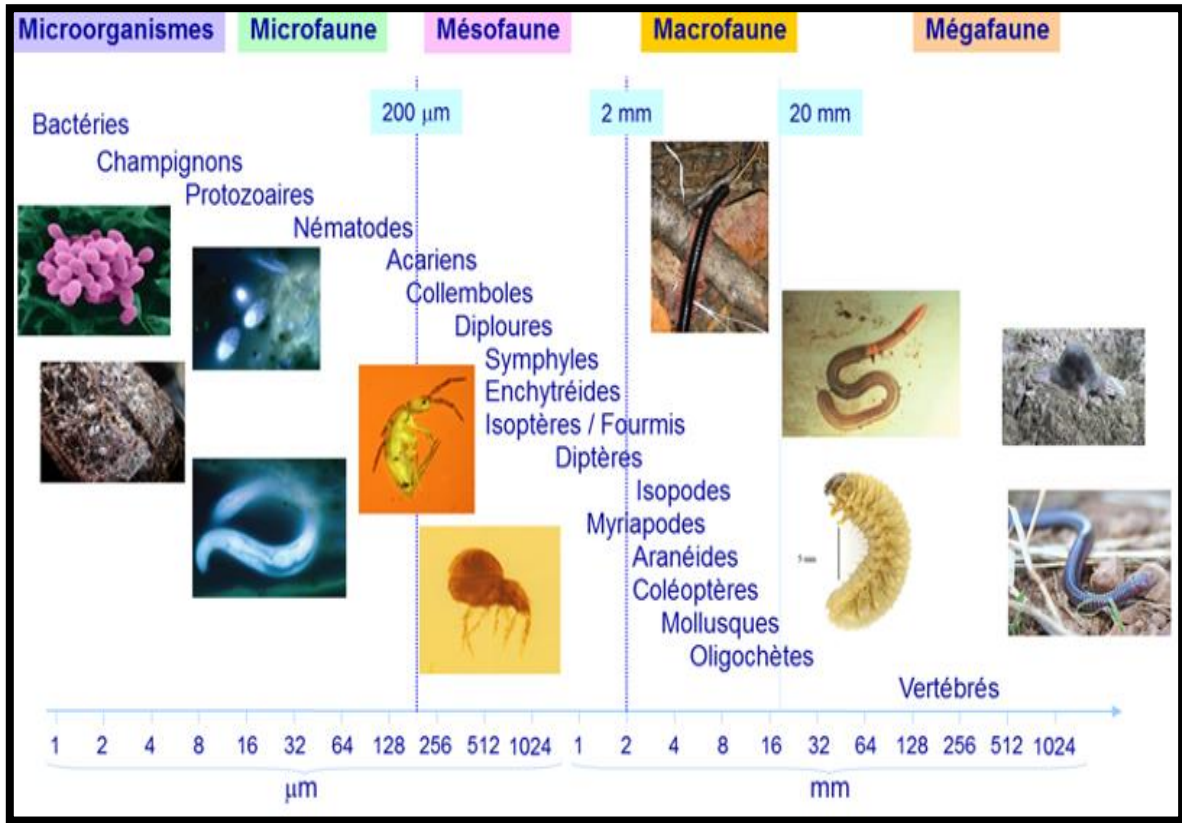 Microorganismes Microfaune Mésofaune Macrofaune Mégafaune
200 µm 2 mm 20 mm
Bactéries
Champignons
Protozoaires
Nématodes
Acariens
Collemboles
Diploures
Symphyles
Enchytréides
Isoptères / Fourmis
Diptères
Isopodes
Myriapodes
Aranéides
5 mm
Coléoptères
Mollusques
Oligochètes
Vertébrés
1 2 4 8 16 32 64 128 256 512 1024 1 2 4 8 16 32 64 128 256 512 1024
µm mm